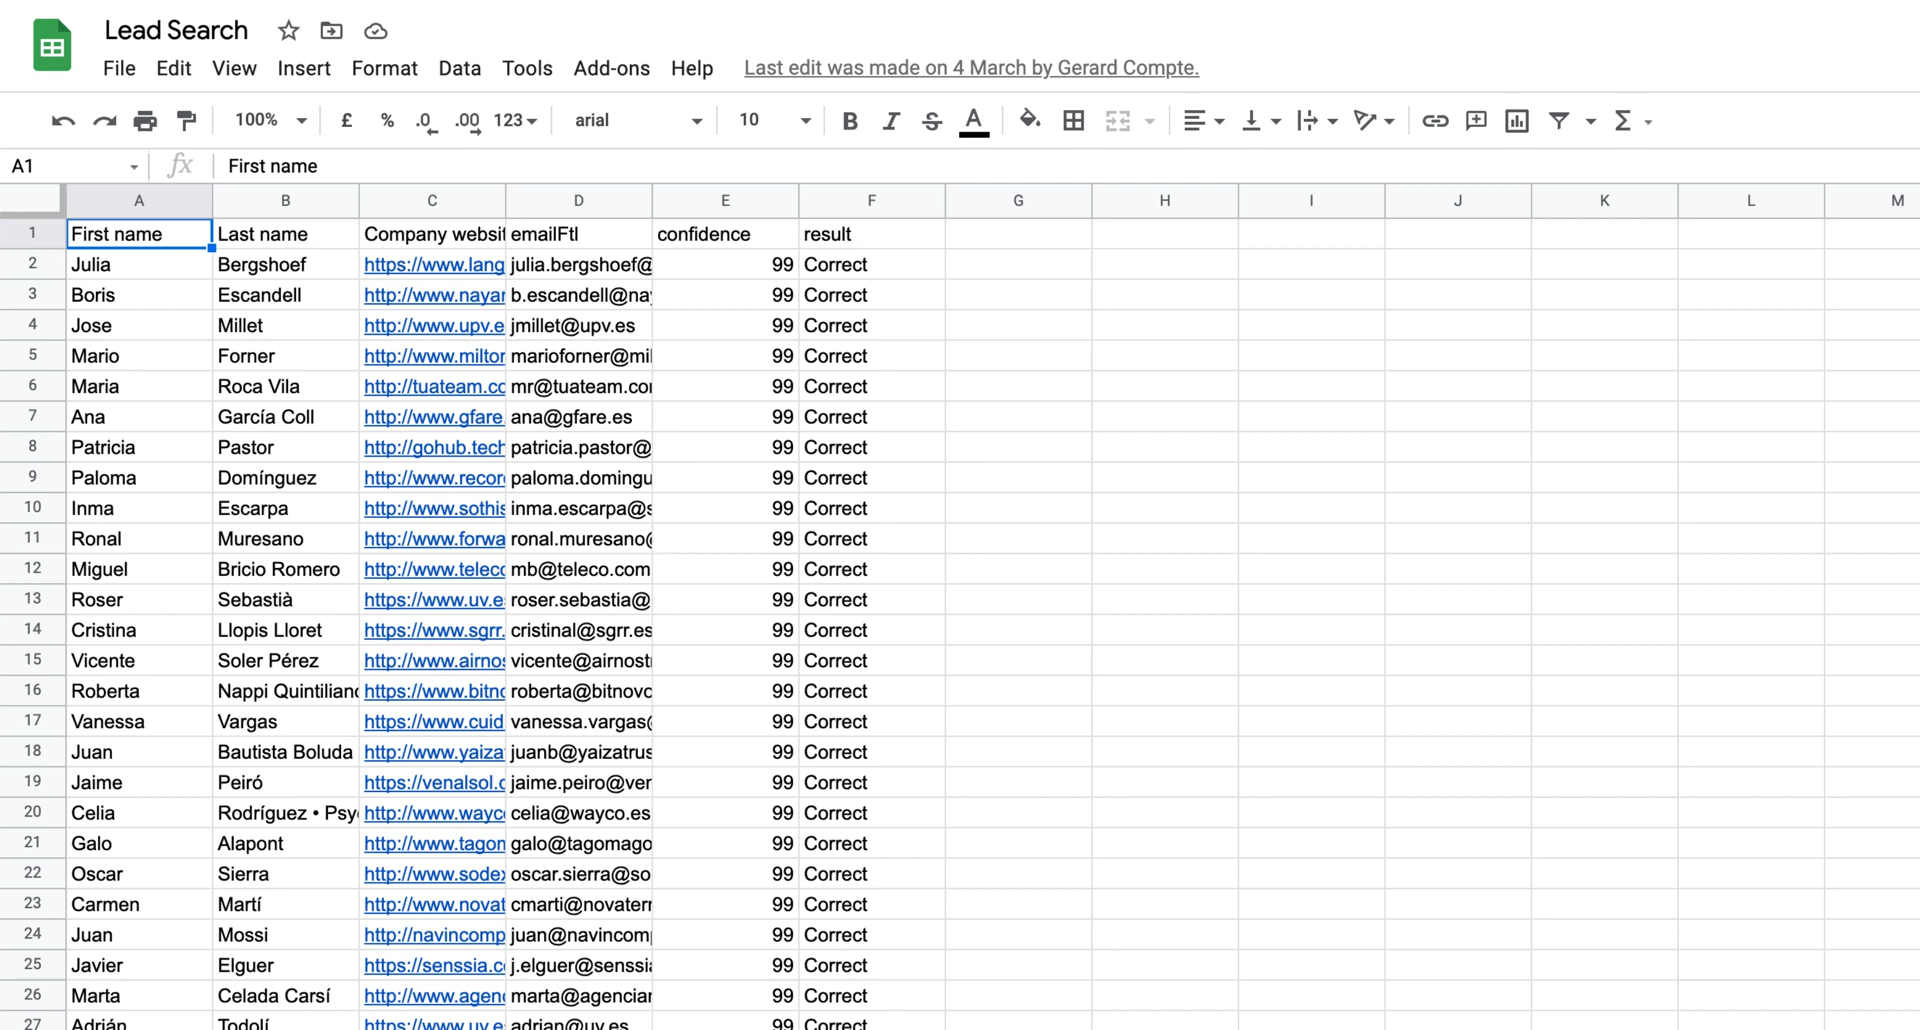 Lead Search
File Edit View Insert Format Data Tools Add-ons Help Last edit was made on 4 March by Gerard Compte.
100% £ % .0 .00 123 arial 10 B I S A
A1 fx First name
A B C D E F G H I J K L M
1 First name Last name Company websit emailFtl confidence result
2 Julia Bergshoef https://www.lang julia.bergshoef@ 99 Correct
3 Boris Escandell http://www.nayar b.escandell@nay 99 Correct
4 Jose Millet http://www.upv.e jmillet@upv.es 99 Correct
5 Mario Forner http://www.miltor marioforner@mil 99 Correct
6 Maria Roca Vila http://tuateam.cc mr@tuateam.cor 99 Correct
7 Ana García Coll http://www.gfare. ana@gfare.es 99 Correct
8 Patricia Pastor http://gohub.tech patricia.pastor@ 99 Correct
9 Paloma Domínguez http://www.recor paloma.domingu 99 Correct
10 Inma Escarpa http://www.sothis inma.escarpa@s 99 Correct
11 Ronal Muresano http://www.forwa ronal.muresano@ 99 Correct
12 Miguel Bricio Romero http://www.teleco mb@teleco.com 99 Correct
13 Roser Sebastià https://www.uv.e roser.sebastia@ 99 Correct
14 Cristina Llopis Lloret https://www.sgrr. cristinal@sgrr.es 99 Correct
15 Vicente Soler Pérez http://www.airnos vicente@airnostr 99 Correct
16 Roberta Nappi Quintiliano https://www.bitno roberta@bitnovo 99 Correct
17 Vanessa Vargas https://www.cuid vanessa.vargas@ 99 Correct
18 Juan Bautista Boluda http://www.yaiza juanb@yaizatrus 99 Correct
19 Jaime Peiró https://venalsol.c jaime.peiro@ven 99 Correct
20 Celia Rodríguez • Psy http://www.wayc celia@wayco.es 99 Correct
21 Galo Alapont http://www.tagon galo@tagomago 99 Correct
22 Oscar Sierra http://www.sodex oscar.sierra@so 99 Correct
23 Carmen Martí http://www.novat cmarti@novaterr 99 Correct
24 Juan Mossi http://navincomp juan@navincom 99 Correct
25 Javier Elguer https://senssia.c j.elguer@senssia 99 Correct
26 Marta Celada Carsí http://www.agen marta@agencia 99 Correct
27 Adrián Todolí https://www.uv.e adrian@uv.es 99 Correct